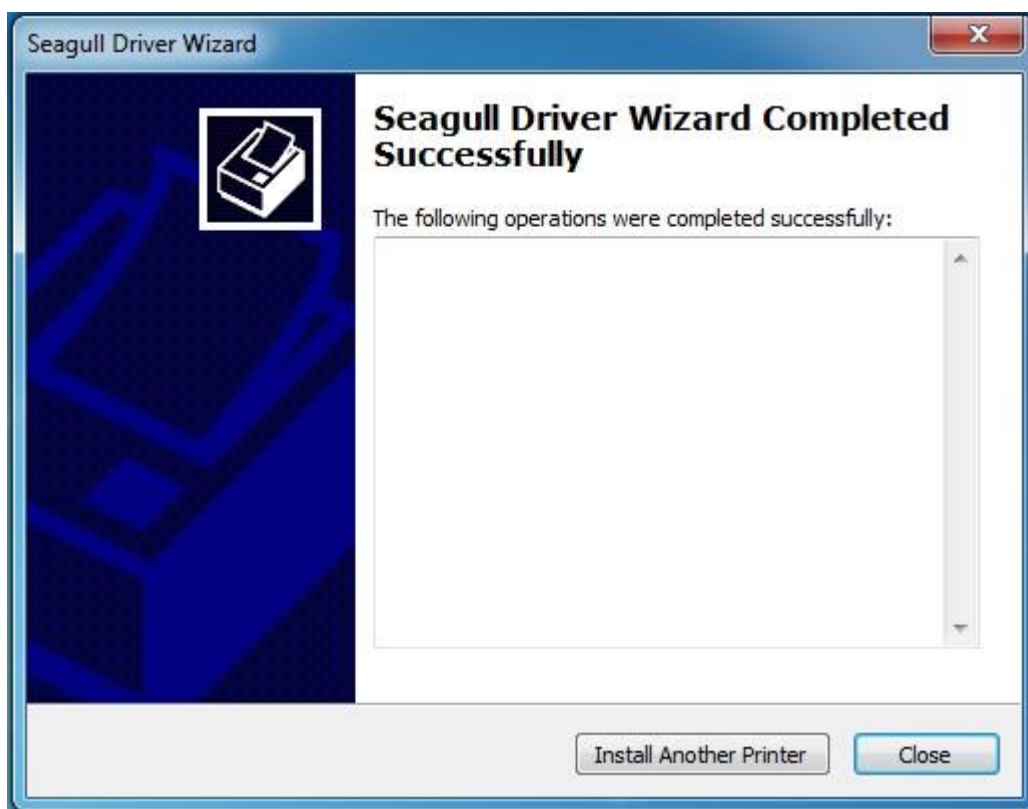 Seagull Driver Wizard
Seagull Driver Wizard Completed
Successfully
The following operations were completed successfully:
Install Another Printer
Close